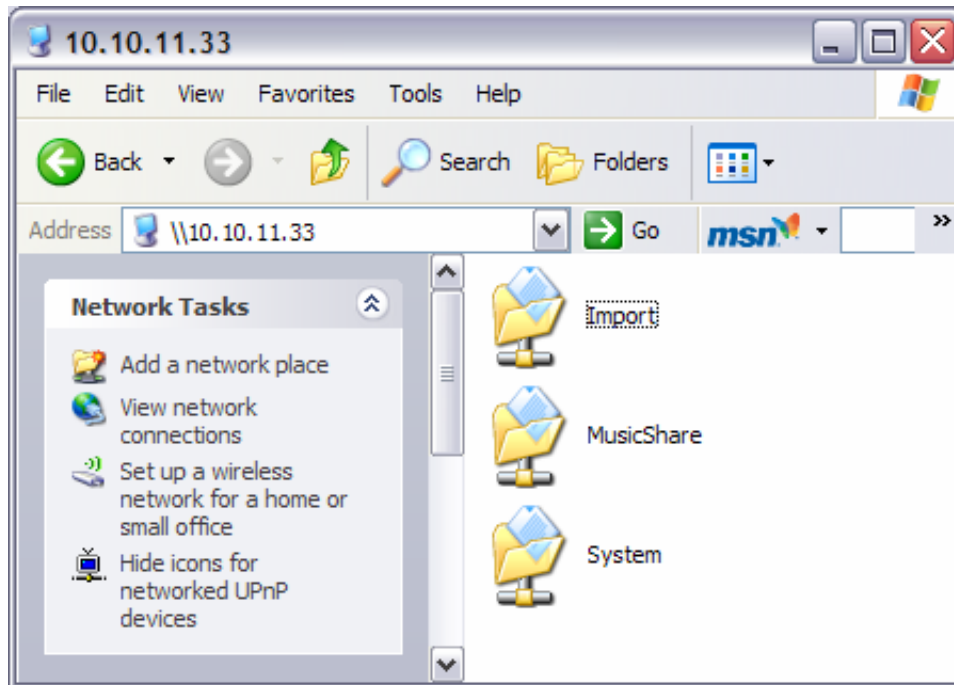 10.10.11.33
File Edit View Favorites Tools Help
Back Search Folders
Address \\10.10.11.33 Go msn »
Network Tasks
Add a network place
View network
connections
Set up a wireless
network for a home or
small office
Hide icons for
networked UPnP
devices
Import
MusicShare
System